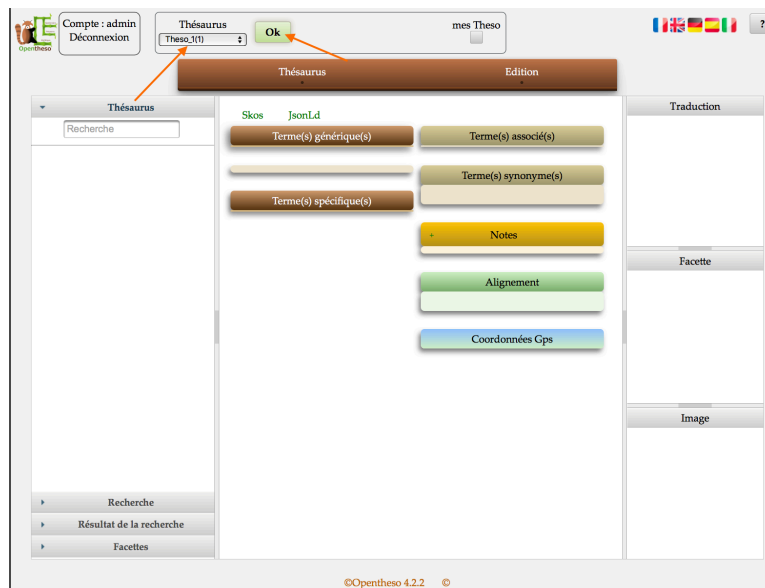 Compte : admin
Déconnexion
Opentheso
Thésaurus
Theso_1(1)
Ok
mes Theso
?
Thésaurus
Edition
Thésaurus
Recherche
Skos JsonLd
Terme(s) générique(s)
Terme(s) spécifique(s)
Terme(s) associé(s)
Terme(s) synonyme(s)
+ Notes
Alignement
Coordonnées Gps
Traduction
Facette
Image
Recherche
Résultat de la recherche
Facettes
©Opentheso 4.2.2 ©